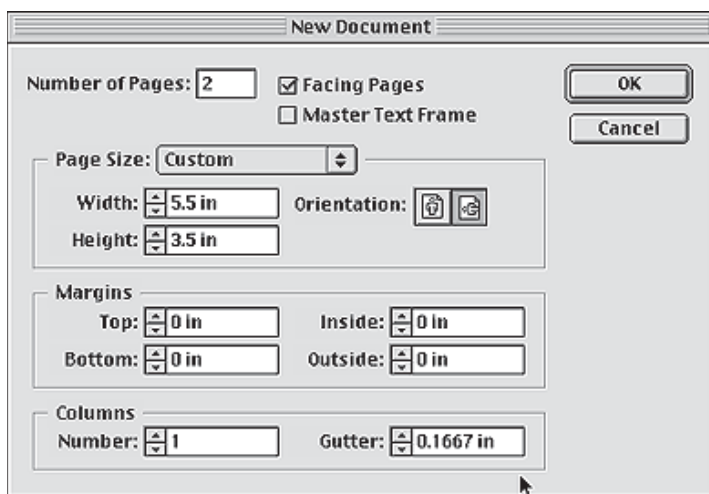 New Document
Number of Pages: 2
Facing Pages
OK
Master Text Frame
Cancel
Page Size: Custom
Width: 5.5 in
Orientation:
Height: 3.5 in
Margins
Top: 0 in
Inside: 0 in
Bottom: 0 in
Outside: 0 in
Columns
Number: 1
Gutter: 0.1667 in